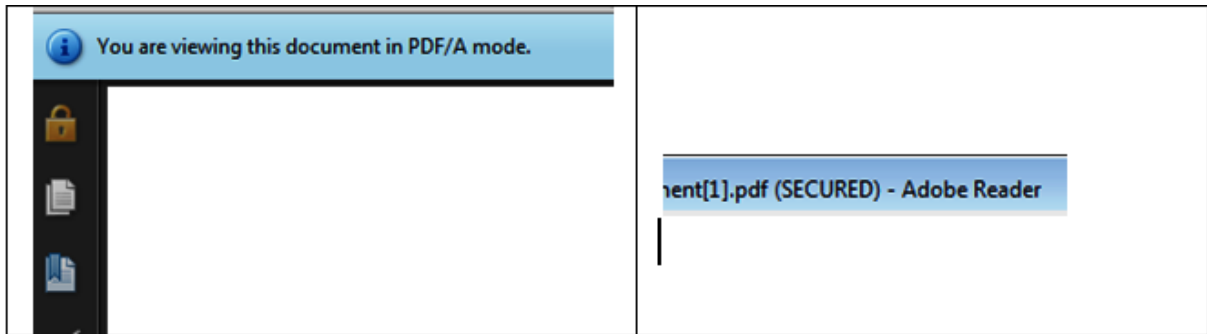 You are viewing this document in PDF/A mode.
nent[1].pdf (SECURED) - Adobe Reader